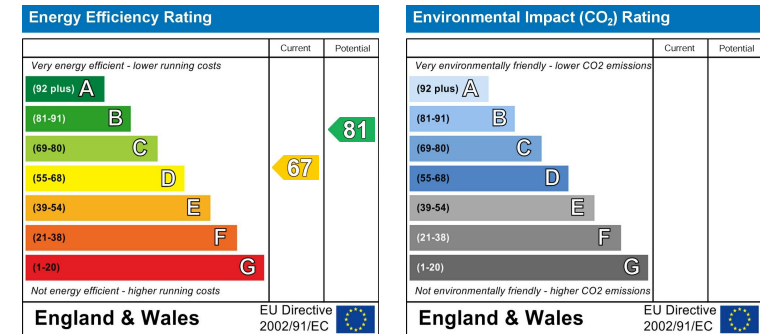 Energy Efficiency Rating
Current Potential
Very energy efficient - lower running costs
(92 plus) A
(81-91) B
(69-80) C
(55-68) D
(39-54) E
(21-38) F
(1-20) G
67
81
Not energy efficient - higher running costs
England & Wales
EU Directive
2002/91/EC
Environmental Impact (CO₂) Rating
Current Potential
Very environmentally friendly - lower CO2 emissions
(92 plus) A
(81-91) B
(69-80) C
(55-68) D
(39-54) E
(21-38) F
(1-20) G
Not environmentally friendly - higher CO2 emissions
England & Wales
EU Directive
2002/91/EC